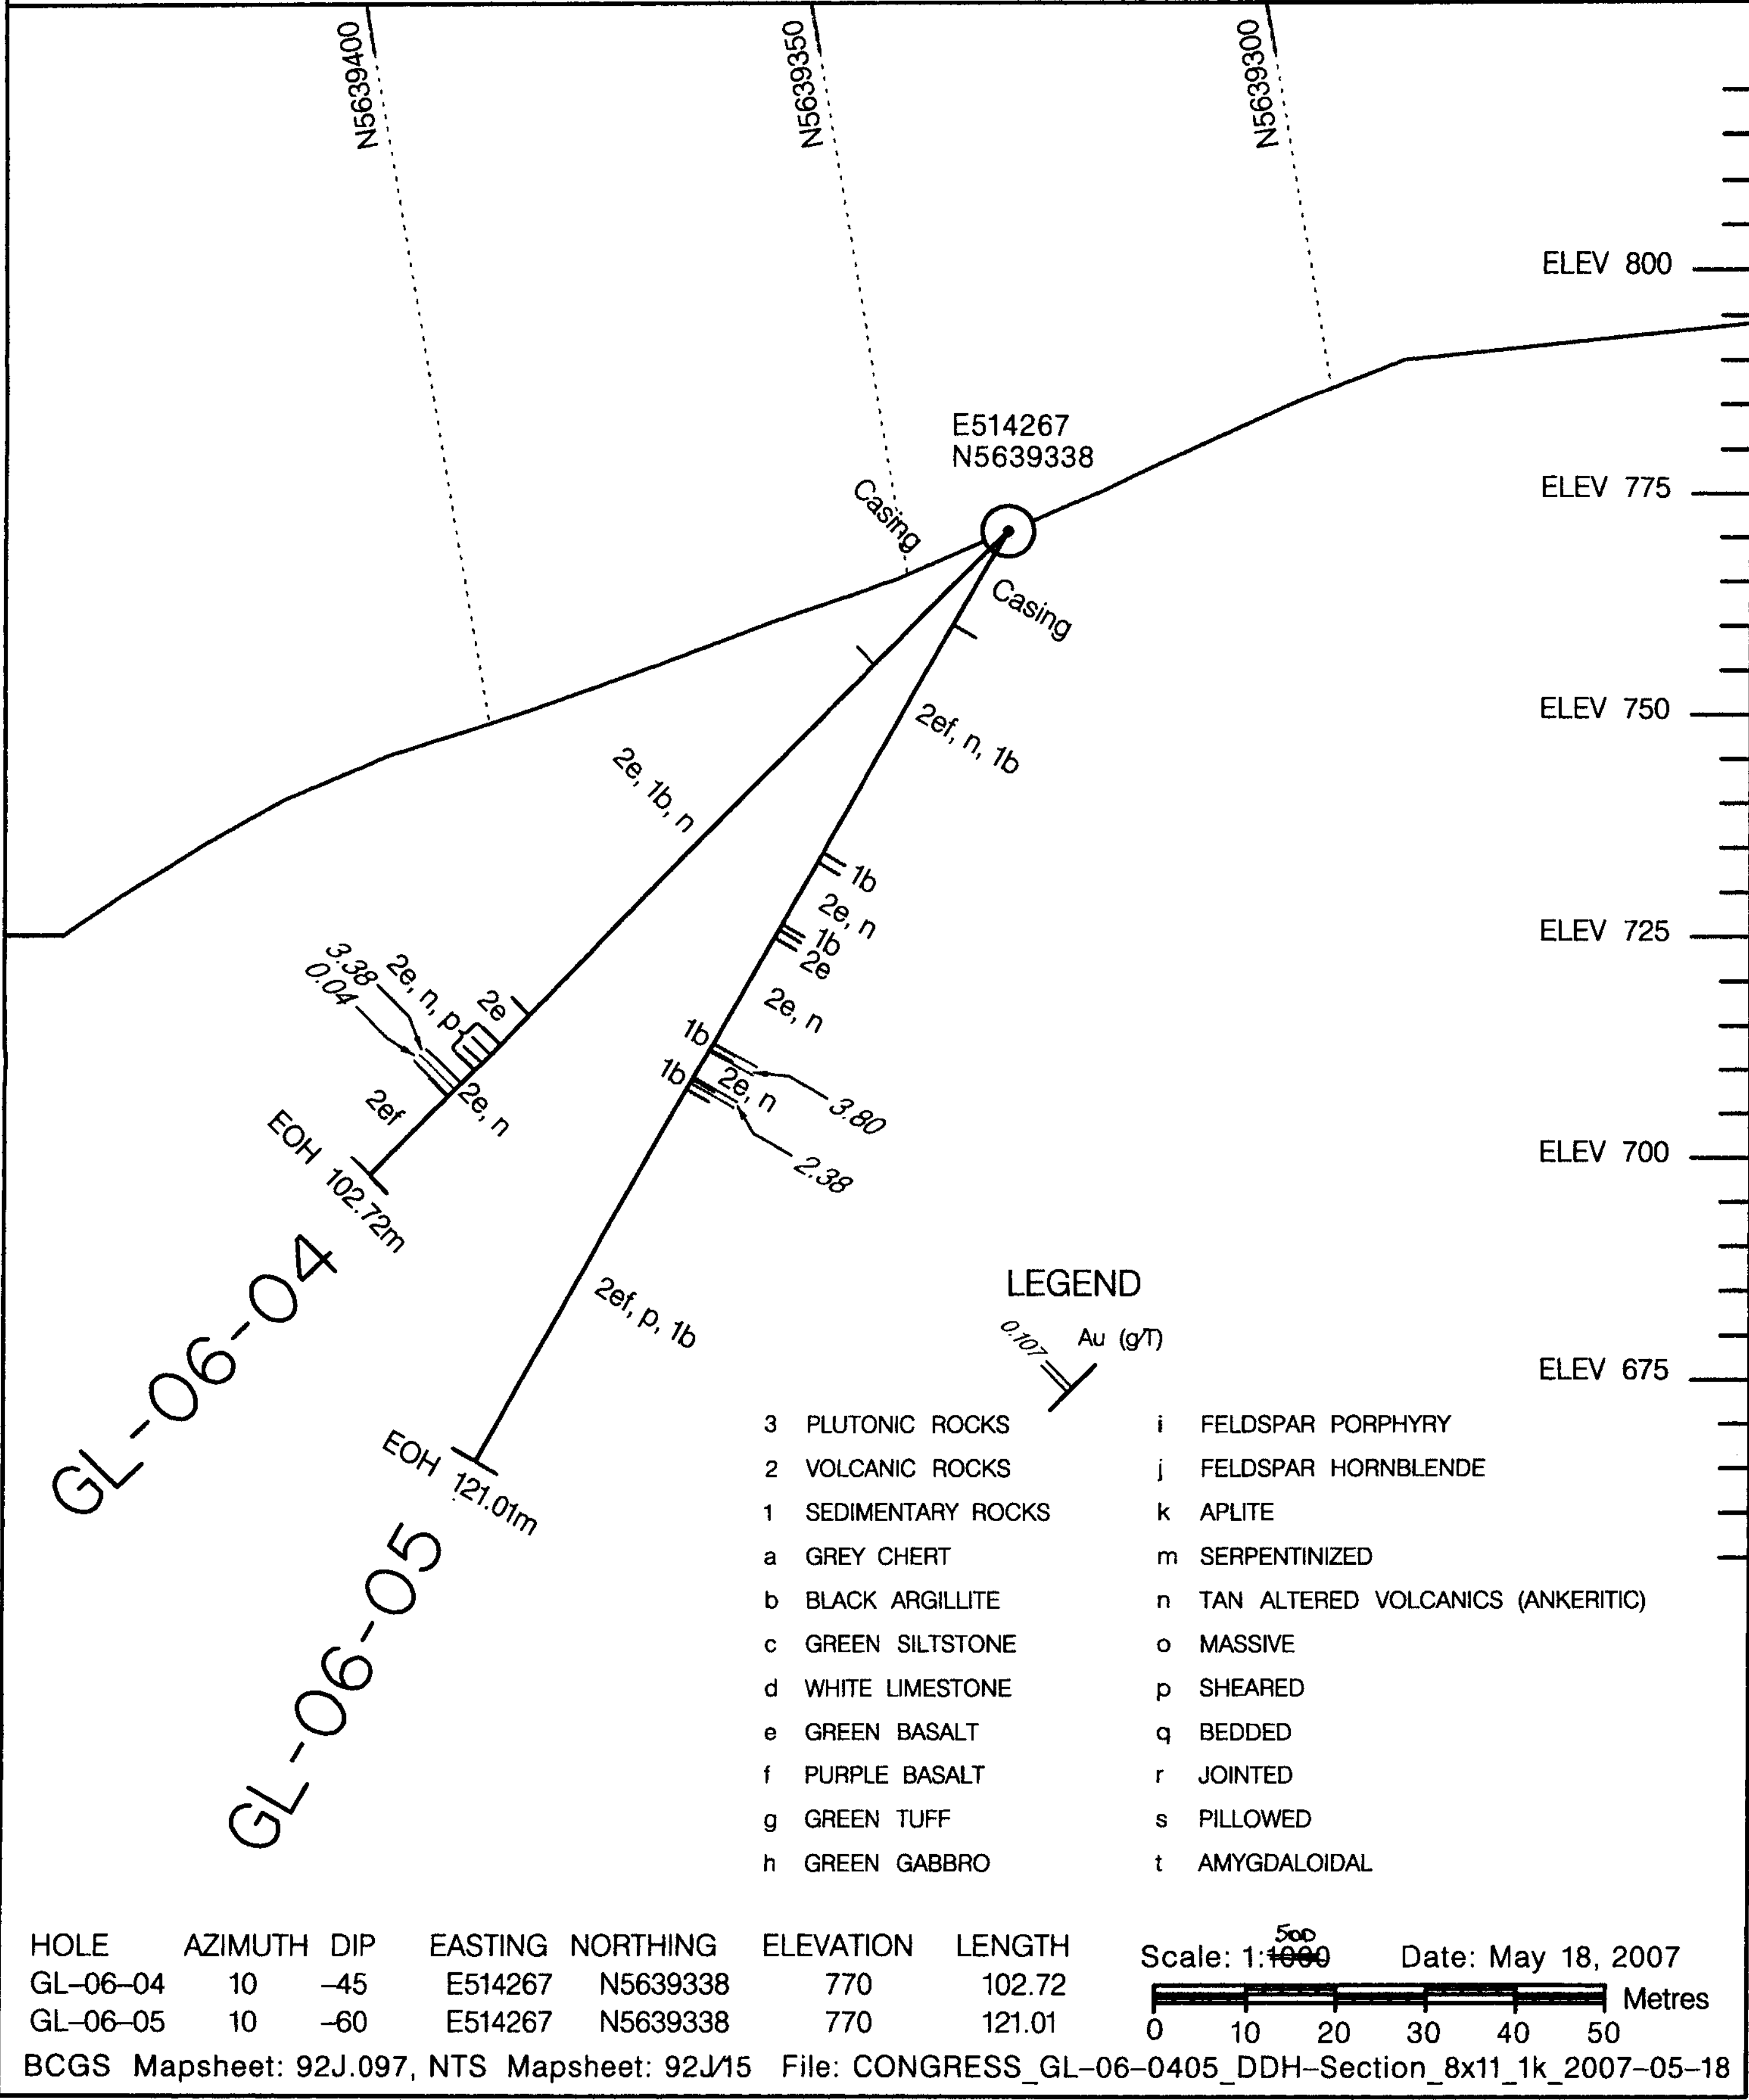 N5639400
N5639350
N5639300
ELEV 800
E514267
N5639338
ELEV 775
Casing
Casing
ELEV 750
2ef, n, 1b
2e, 1b, n
1b
2e, n
1b
2e
ELEV 725
3.38
0.04
2e, n, p
2e
2e, n
1b
1b
2e, n
3.80
2.38
2ef
2e, n
ELEV 700
EOH 102.72m
GL-06-04
2ef, p, 1b
ELEV 675
EOH 121.01m
GL-06-05
LEGEND
0.107 Au (g/T)
3 PLUTONIC ROCKS
2 VOLCANIC ROCKS
1 SEDIMENTARY ROCKS
a GREY CHERT
b BLACK ARGILLITE
c GREEN SILTSTONE
d WHITE LIMESTONE
e GREEN BASALT
f PURPLE BASALT
g GREEN TUFF
h GREEN GABBRO
i FELDSPAR PORPHYRY
j FELDSPAR HORNBLENDE
k APLITE
m SERPENTINIZED
n TAN ALTERED VOLCANICS (ANKERITIC)
o MASSIVE
p SHEARED
q BEDDED
r JOINTED
s PILLOWED
t AMYGDALOIDAL
HOLE AZIMUTH DIP EASTING NORTHING ELEVATION LENGTH
GL-06-04 10 -45 E514267 N5639338 770 102.72
GL-06-05 10 -60 E514267 N5639338 770 121.01
500
Scale: 1:1000 Date: May 18, 2007
Metres
0 10 20 30 40 50
BCGS Mapsheet: 92J.097, NTS Mapsheet: 92J/15 File: CONGRESS_GL-06-0405_DDH-Section_8x11_1k_2007-05-18